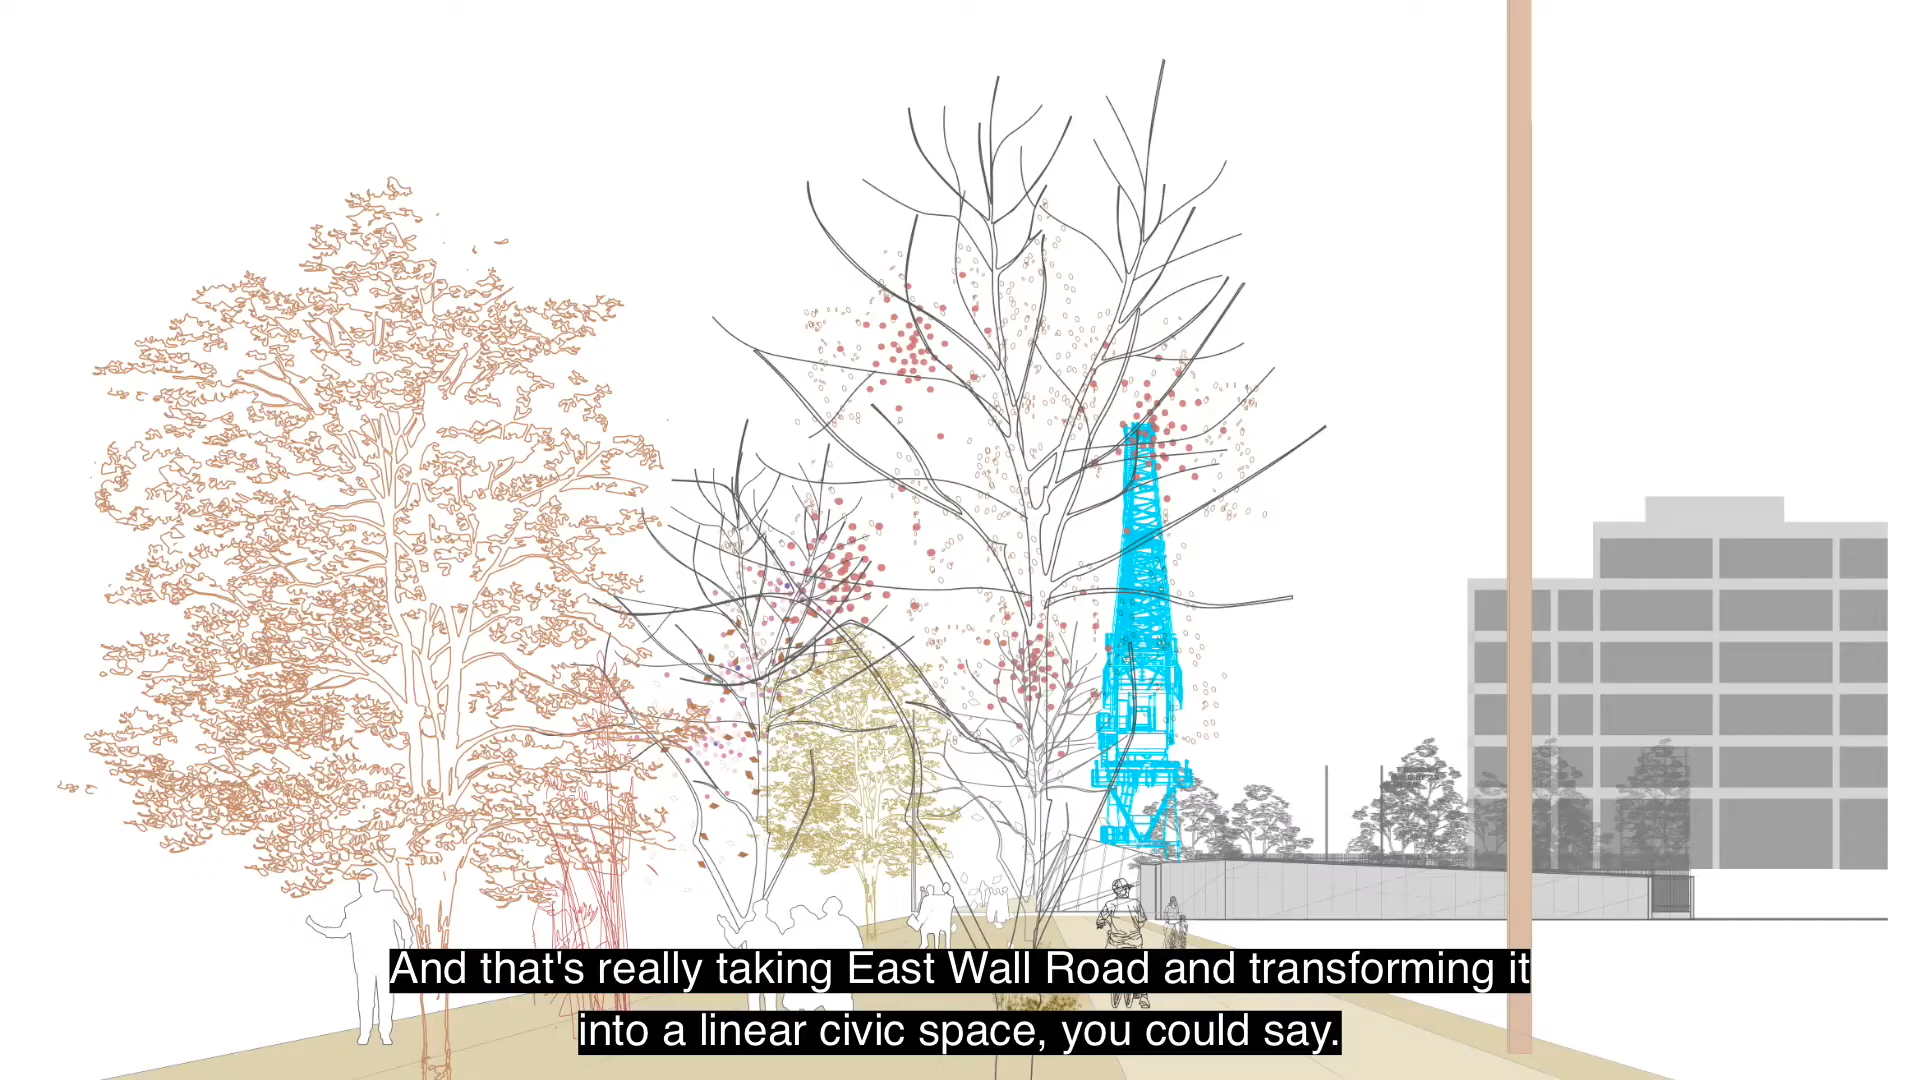 And that's really taking East Wall Road and transforming it
into a linear civic space, you could say.